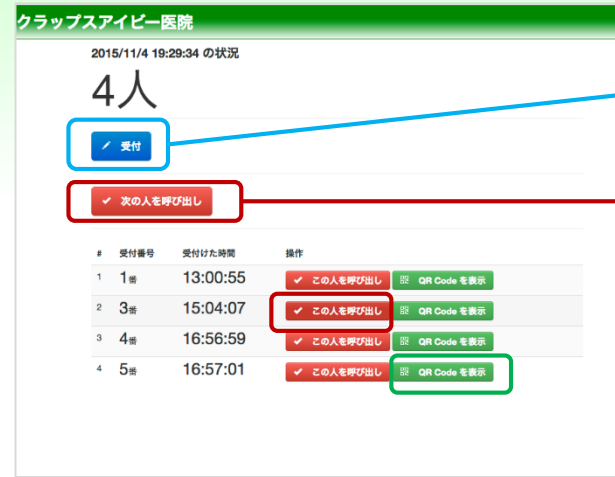 クラップスアイビー医院
2015/11/4 19:29:34 の状況
4人
受付
次の人を呼び出し
# 受付番号 受付けた時間 操作
1 1番 13:00:55 この人を呼び出し QR Code を表示
2 3番 15:04:07 この人を呼び出し QR Code を表示
3 4番 16:56:59 この人を呼び出し QR Code を表示
4 5番 16:57:01 この人を呼び出し QR Code を表示